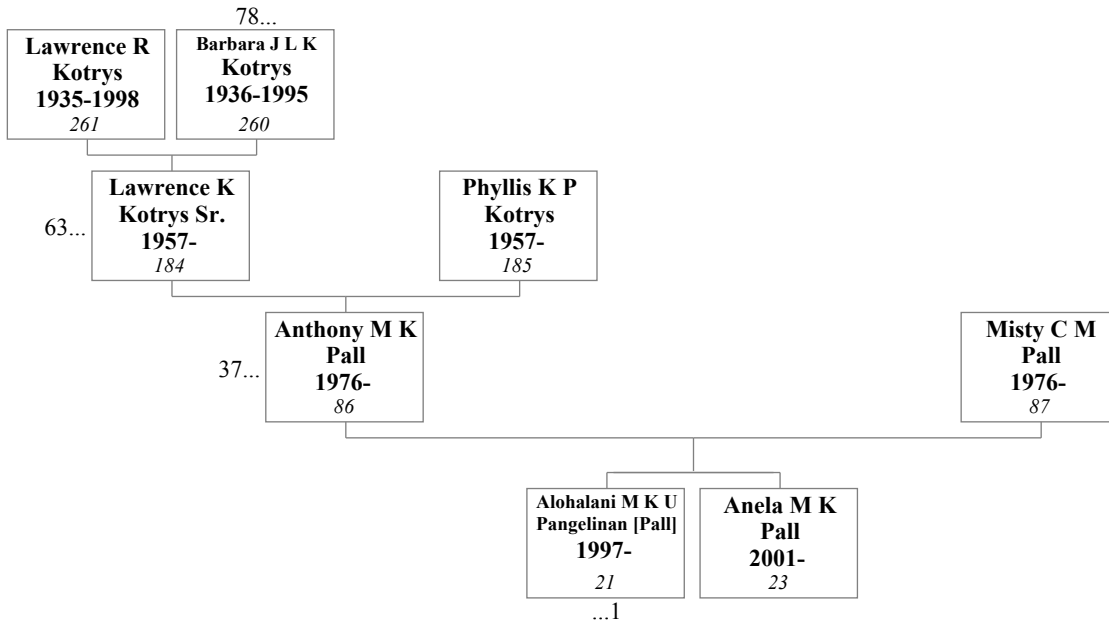 78...
Lawrence R
Kotrys
1935-1998
261
Barbara J L K
Kotrys
1936-1995
260
63...
Lawrence K
Kotrys Sr.
1957-
184
Phyllis K P
Kotrys
1957-
185
37...
Anthony M K
Pall
1976-
86
Misty C M
Pall
1976-
87
Alohalani M K U
Pangelinan [Pall]
1997-
21
...1
Anela M K
Pall
2001-
23